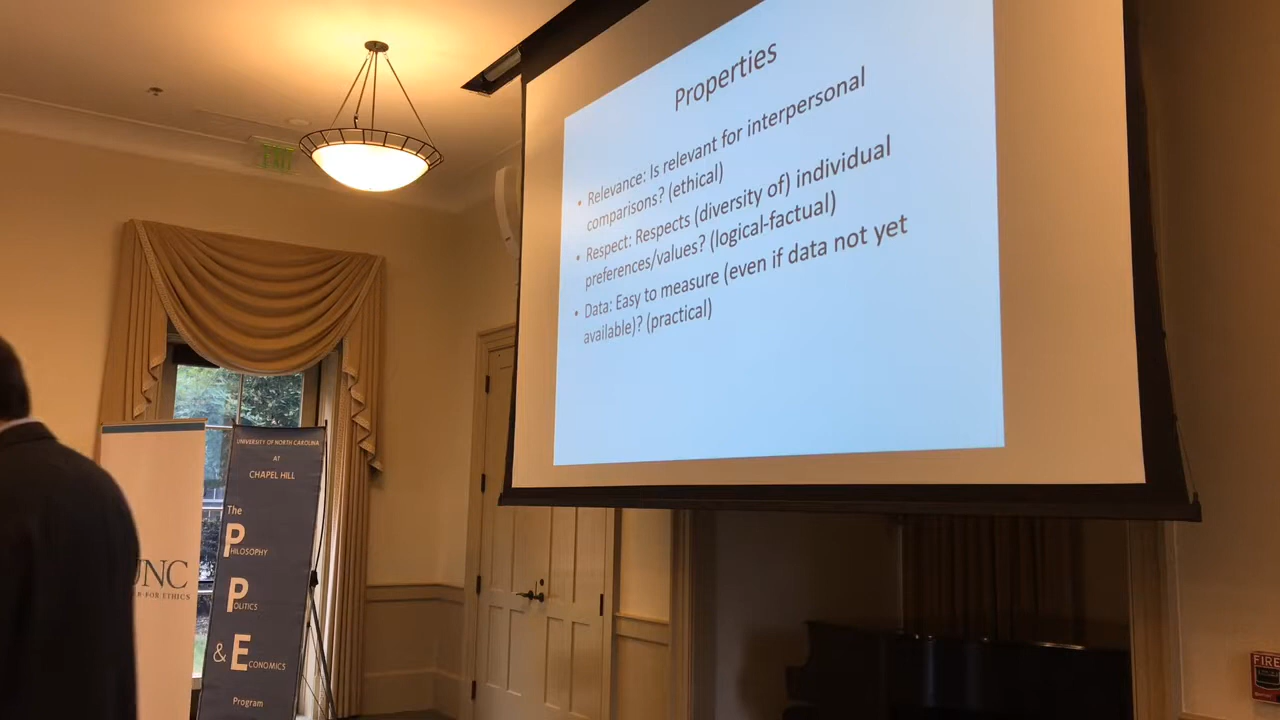 Properties
• Relevance: Is relevant for interpersonal
comparisons? (ethical)
• Respect: Respects (diversity of) individual
preferences/values? (logical-factual)
• Data: Easy to measure (even if data not yet
available)? (practical)
EXIT
UNIVERSITY OF NORTH CAROLINA
AT
CHAPEL HILL
The
PHILOSOPHY
POLITICS
& ECONOMICS
Program
UNC
FOR ETHICS
FIRE